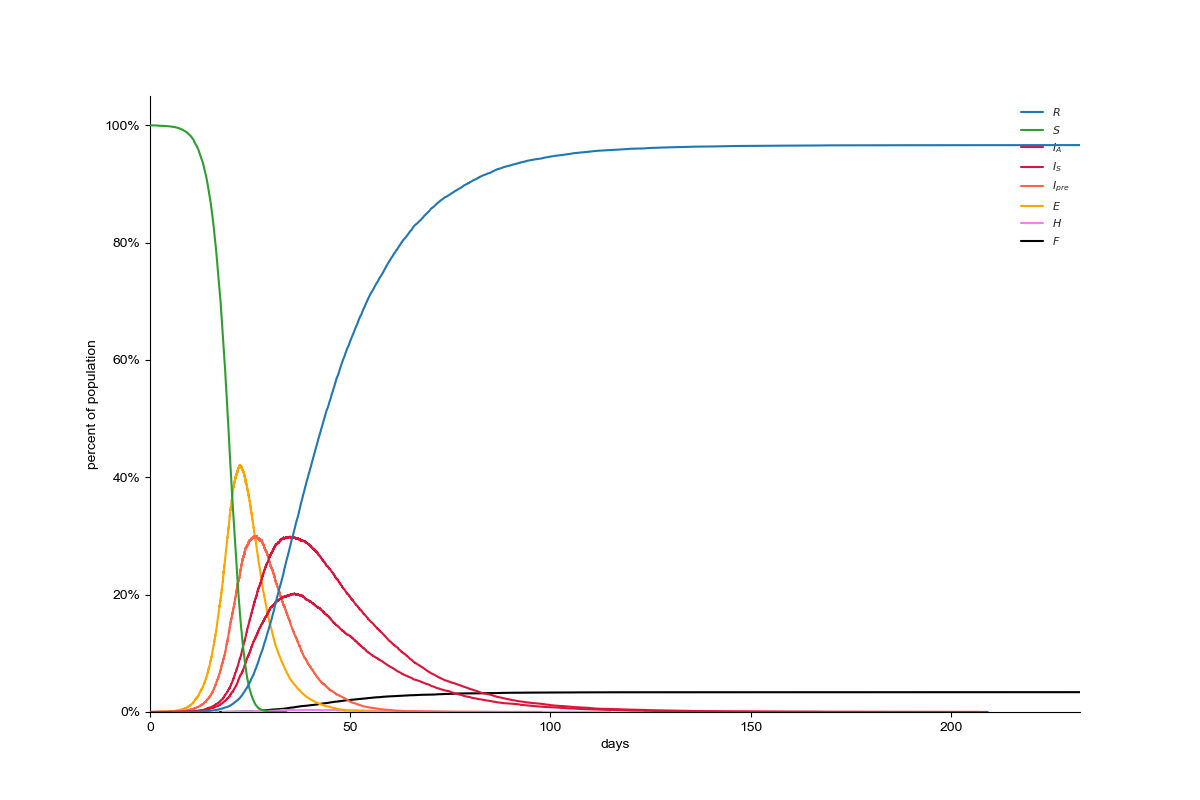 100%
80%
60%
40%
20%
0%
percent of population
0
50
100
150
200
days
R
S
I_A
I_S
I_pre
E
H
F